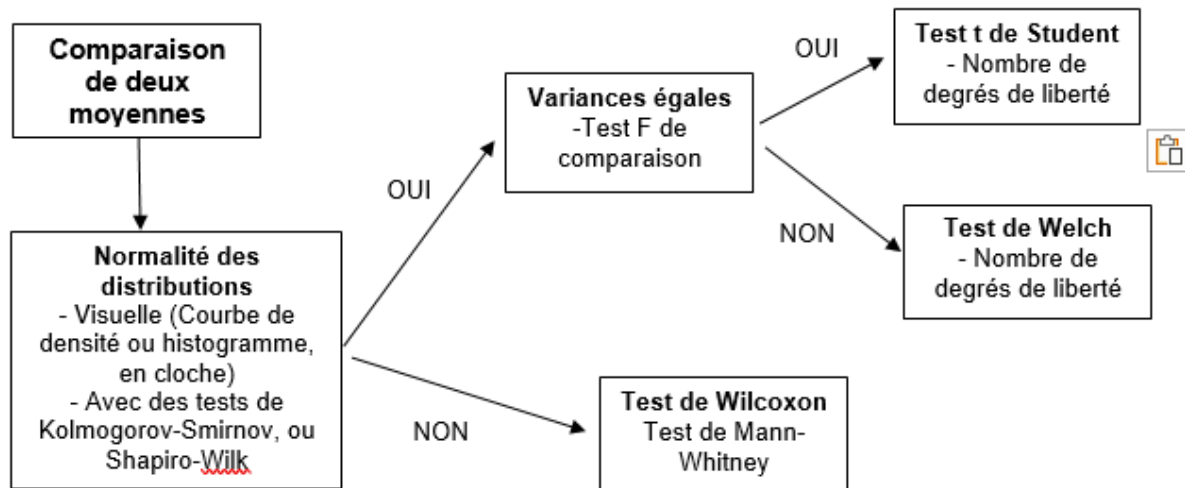 Comparaison
de deux
moyennes
Normalité des
distributions
- Visuelle (Courbe de
densité ou histogramme,
en cloche)
- Avec des tests de
Kolmogorov-Smirnov, ou
Shapiro-Wilk
OUI
NON
Variances égales
-Test F de
comparaison
OUI
NON
Test t de Student
- Nombre de
degrés de liberté
Test de Welch
- Nombre de
degrés de liberté
Test de Wilcoxon
Test de Mann-
Whitney